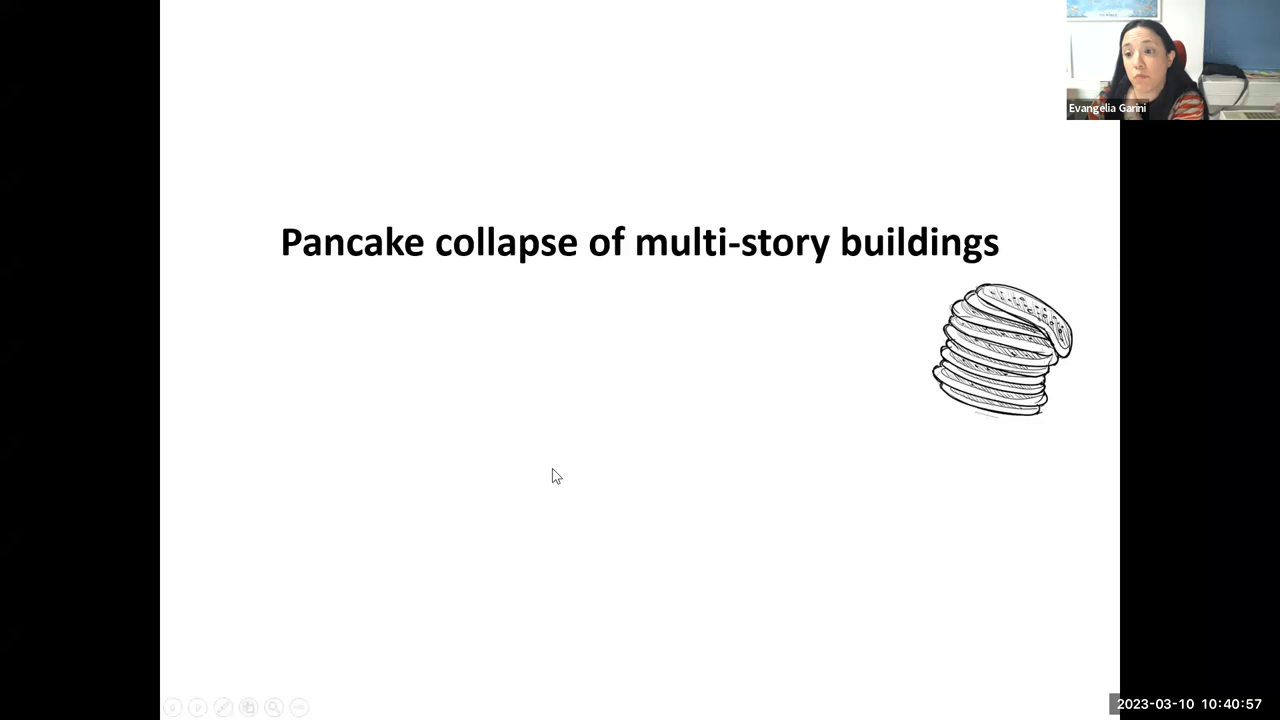 Evangelia Garini
Pancake collapse of multi-story buildings
2023-03-10 10:40:57